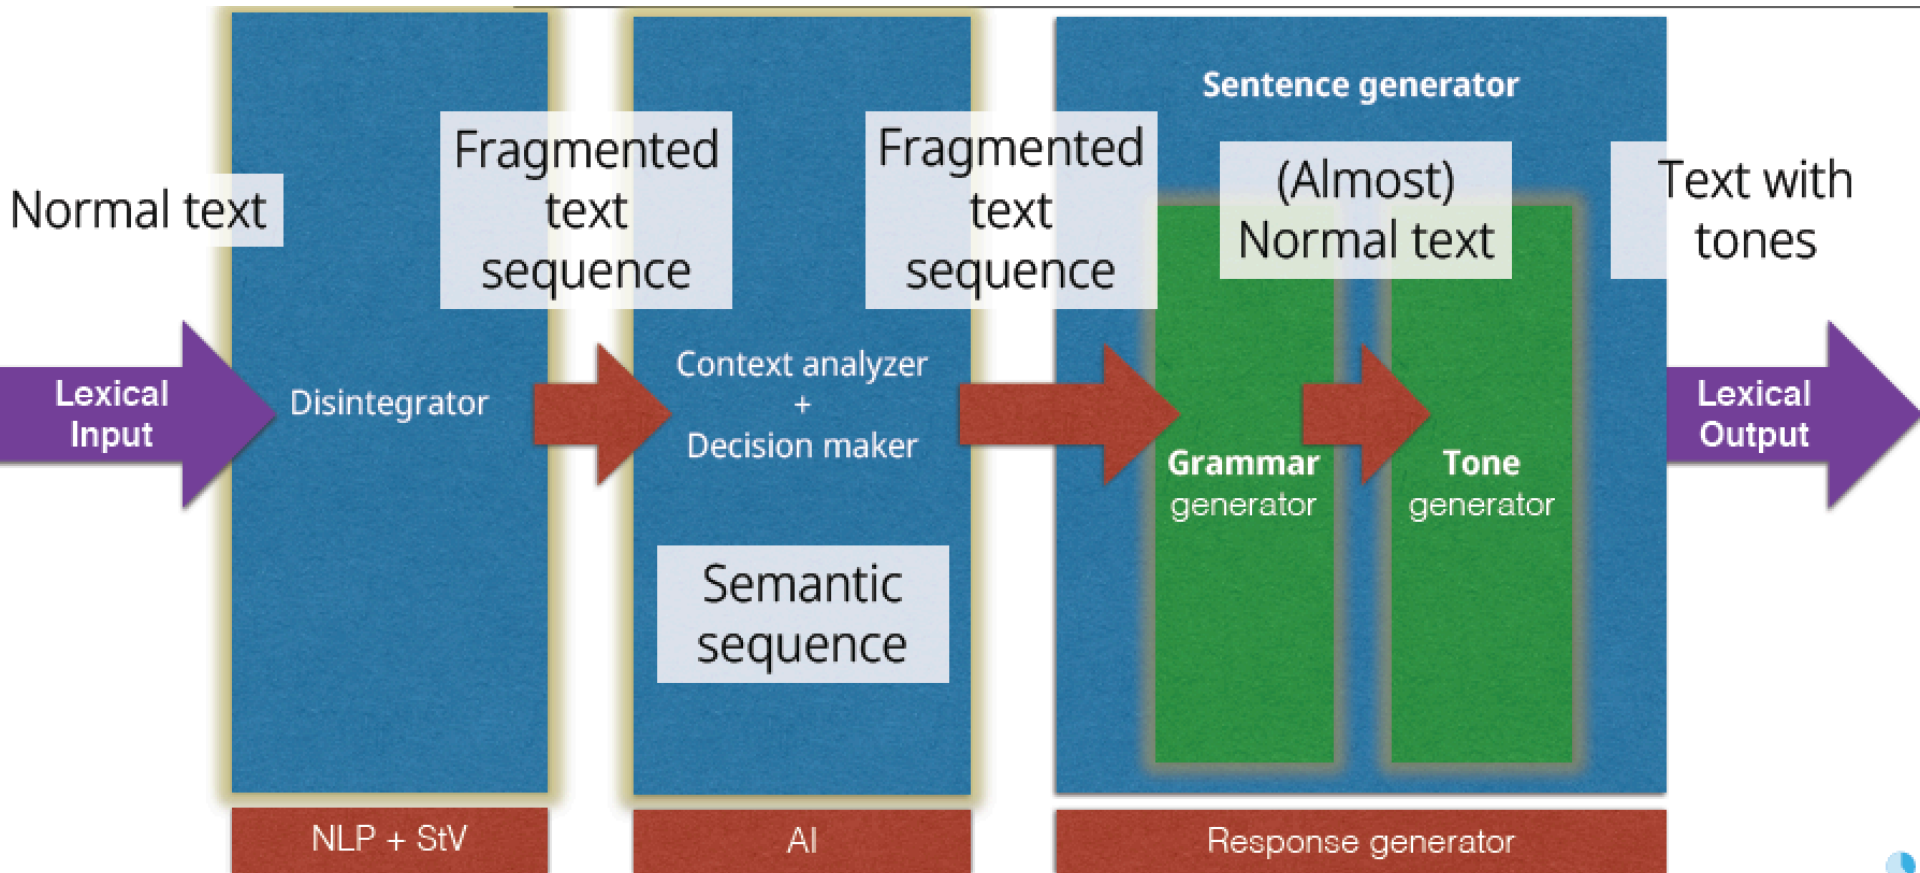 Sentence generator
Normal text
Fragmented
text
sequence
Fragmented
text
sequence
(Almost)
Normal text
Text with
tones
Lexical
Input
Disintegrator
Context analyzer
+
Decision maker
Grammar
generator
Tone
generator
Lexical
Output
Semantic
sequence
NLP + StV
AI
Response generator